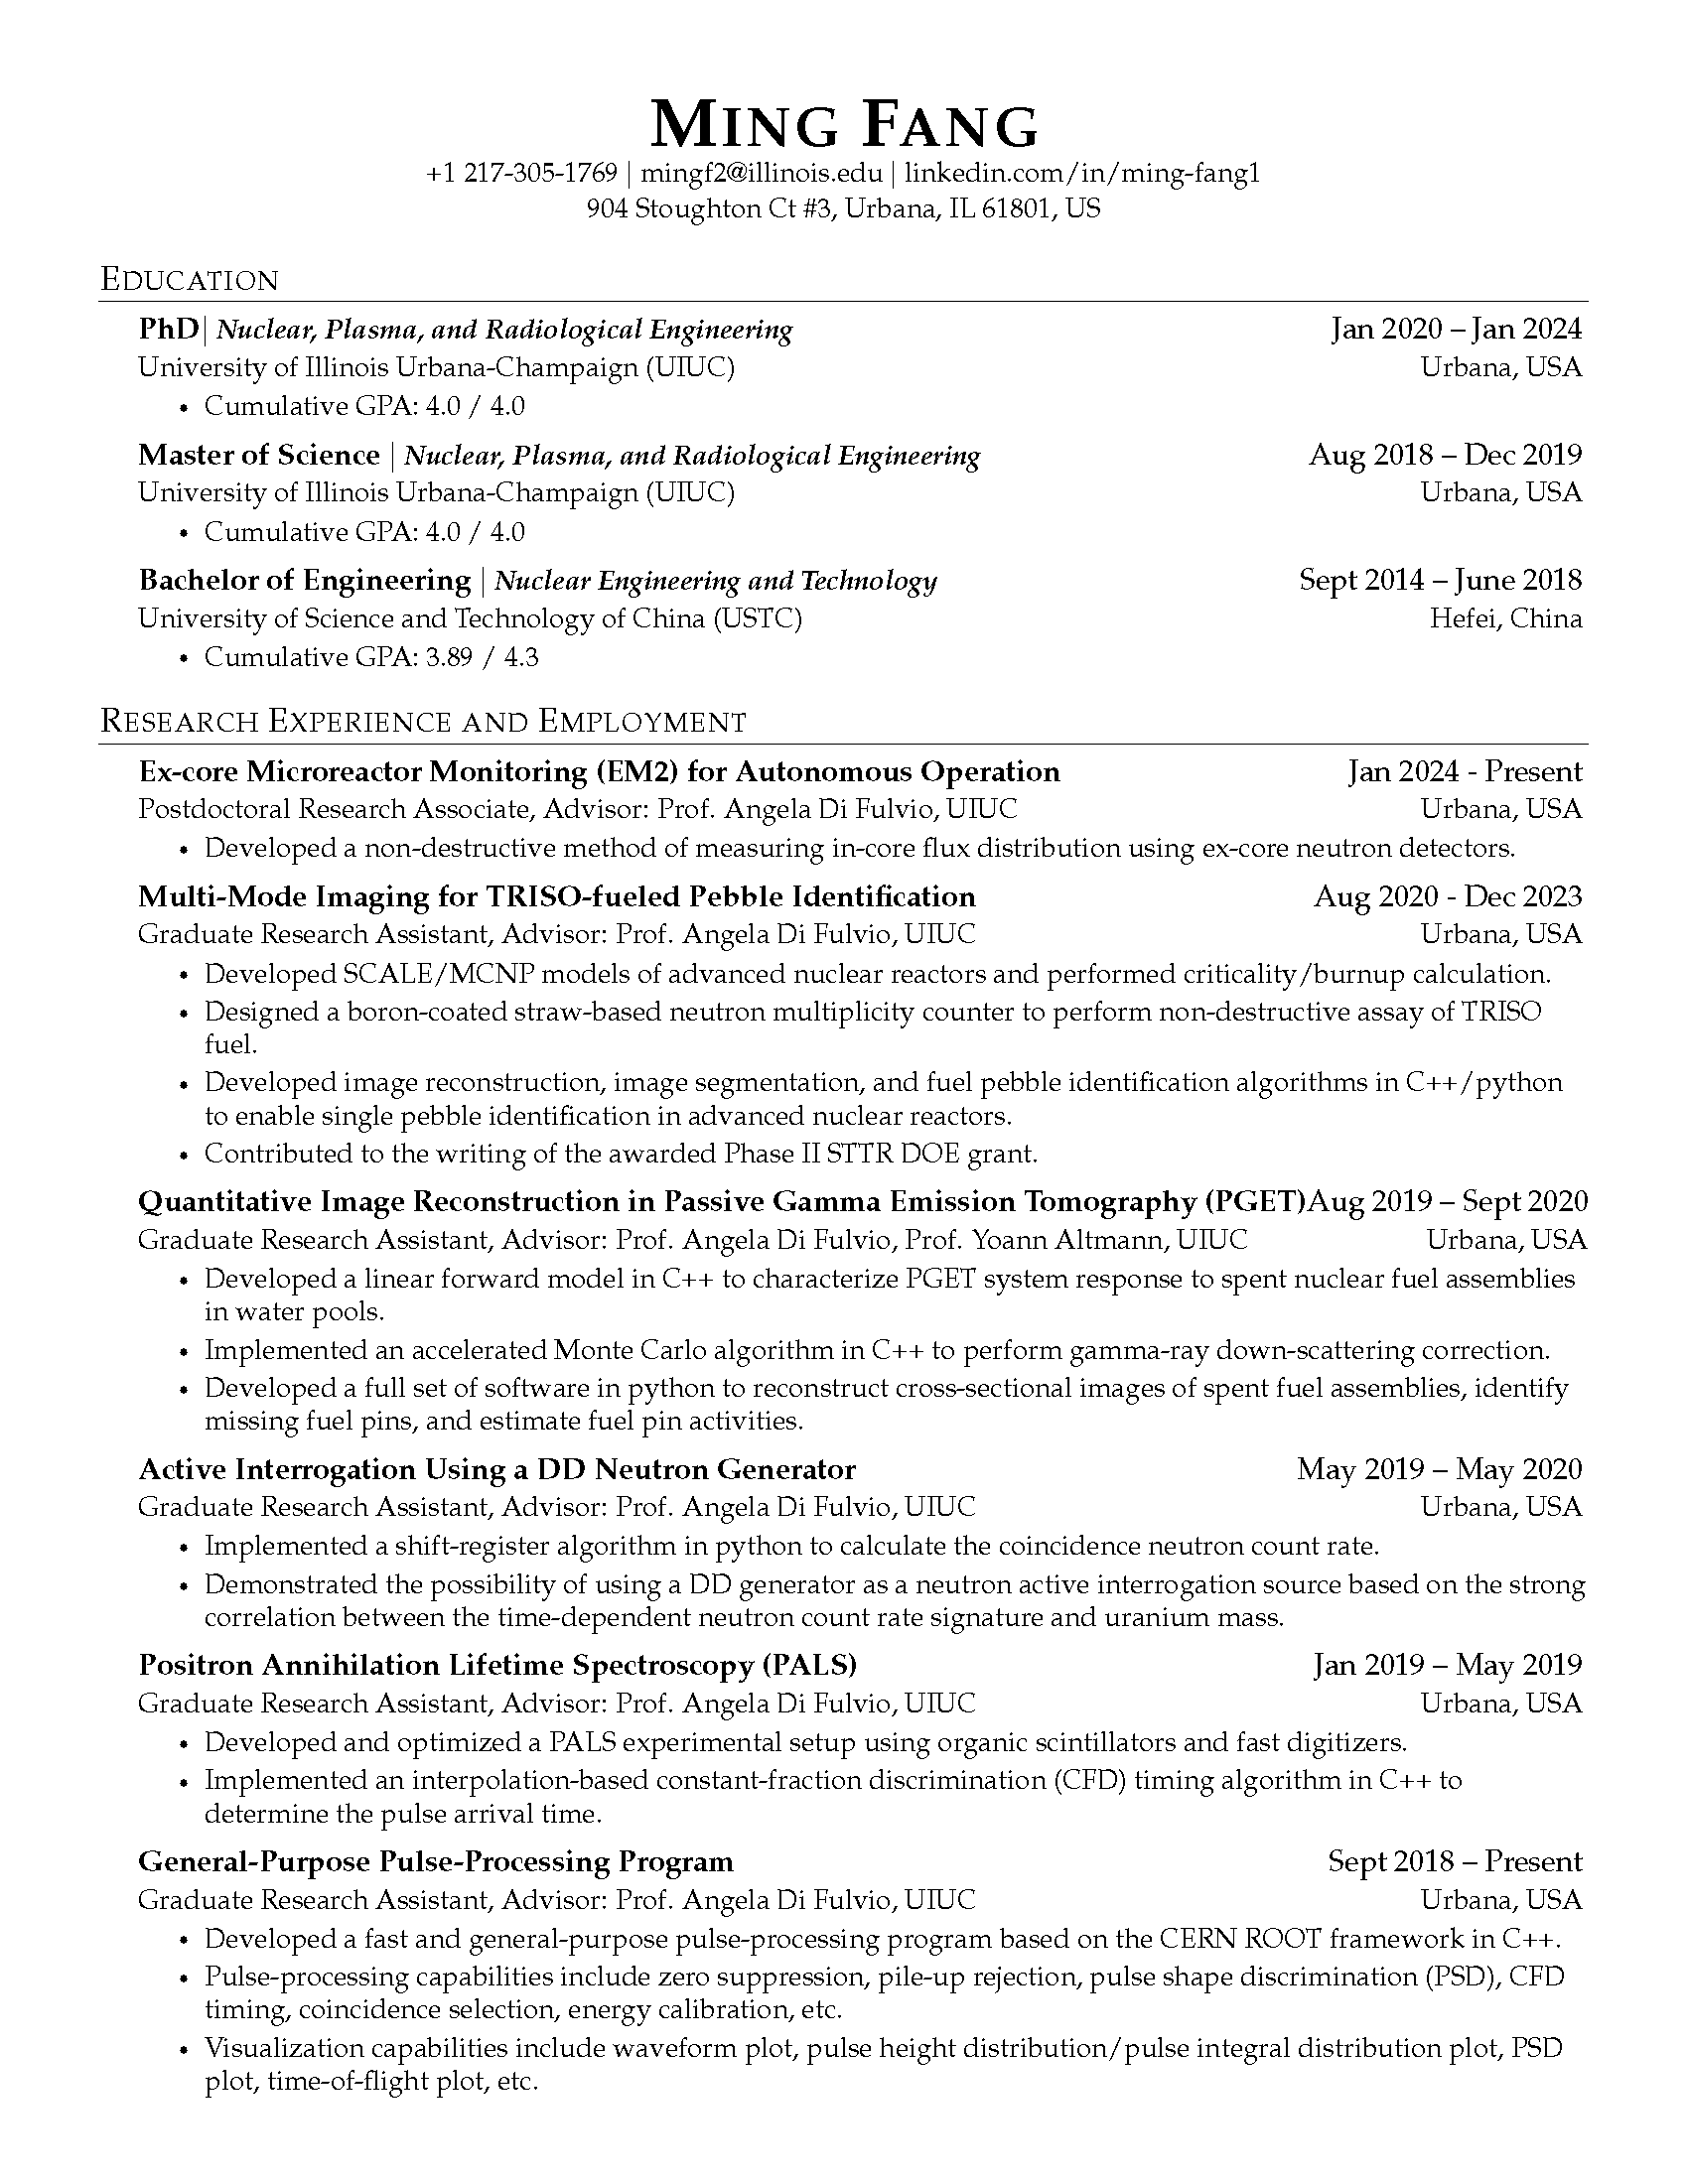 MING FANG
+1 217-305-1769 | mingf2@illinois.edu | linkedin.com/in/ming-fang1
904 Stoughton Ct #3, Urbana, IL 61801, US
EDUCATION
PhD| Nuclear, Plasma, and Radiological Engineering Jan 2020 – Jan 2024
University of Illinois Urbana-Champaign (UIUC) Urbana, USA
• Cumulative GPA: 4.0 / 4.0
Master of Science | Nuclear, Plasma, and Radiological Engineering Aug 2018 – Dec 2019
University of Illinois Urbana-Champaign (UIUC) Urbana, USA
• Cumulative GPA: 4.0 / 4.0
Bachelor of Engineering | Nuclear Engineering and Technology Sept 2014 – June 2018
University of Science and Technology of China (USTC) Hefei, China
• Cumulative GPA: 3.89 / 4.3
RESEARCH EXPERIENCE AND EMPLOYMENT
Ex-core Microreactor Monitoring (EM2) for Autonomous Operation Jan 2024 - Present
Postdoctoral Research Associate, Advisor: Prof. Angela Di Fulvio, UIUC Urbana, USA
• Developed a non-destructive method of measuring in-core flux distribution using ex-core neutron detectors.
Multi-Mode Imaging for TRISO-fueled Pebble Identification Aug 2020 - Dec 2023
Graduate Research Assistant, Advisor: Prof. Angela Di Fulvio, UIUC Urbana, USA
• Developed SCALE/MCNP models of advanced nuclear reactors and performed criticality/burnup calculation.
• Designed a boron-coated straw-based neutron multiplicity counter to perform non-destructive assay of TRISO
fuel.
• Developed image reconstruction, image segmentation, and fuel pebble identification algorithms in C++/python
to enable single pebble identification in advanced nuclear reactors.
• Contributed to the writing of the awarded Phase II STTR DOE grant.
Quantitative Image Reconstruction in Passive Gamma Emission Tomography (PGET)Aug 2019 – Sept 2020
Graduate Research Assistant, Advisor: Prof. Angela Di Fulvio, Prof. Yoann Altmann, UIUC Urbana, USA
• Developed a linear forward model in C++ to characterize PGET system response to spent nuclear fuel assemblies
in water pools.
• Implemented an accelerated Monte Carlo algorithm in C++ to perform gamma-ray down-scattering correction.
• Developed a full set of software in python to reconstruct cross-sectional images of spent fuel assemblies, identify
missing fuel pins, and estimate fuel pin activities.
Active Interrogation Using a DD Neutron Generator May 2019 – May 2020
Graduate Research Assistant, Advisor: Prof. Angela Di Fulvio, UIUC Urbana, USA
• Implemented a shift-register algorithm in python to calculate the coincidence neutron count rate.
• Demonstrated the possibility of using a DD generator as a neutron active interrogation source based on the strong
correlation between the time-dependent neutron count rate signature and uranium mass.
Positron Annihilation Lifetime Spectroscopy (PALS) Jan 2019 – May 2019
Graduate Research Assistant, Advisor: Prof. Angela Di Fulvio, UIUC Urbana, USA
• Developed and optimized a PALS experimental setup using organic scintillators and fast digitizers.
• Implemented an interpolation-based constant-fraction discrimination (CFD) timing algorithm in C++ to
determine the pulse arrival time.
General-Purpose Pulse-Processing Program Sept 2018 – Present
Graduate Research Assistant, Advisor: Prof. Angela Di Fulvio, UIUC Urbana, USA
• Developed a fast and general-purpose pulse-processing program based on the CERN ROOT framework in C++.
• Pulse-processing capabilities include zero suppression, pile-up rejection, pulse shape discrimination (PSD), CFD
timing, coincidence selection, energy calibration, etc.
• Visualization capabilities include waveform plot, pulse height distribution/pulse integral distribution plot, PSD
plot, time-of-flight plot, etc.